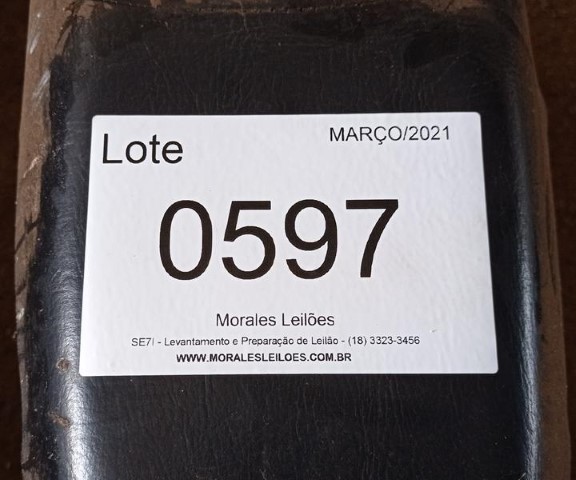 Lote
MARÇO/2021
0597
Morales Leilões
SE7I - Levantamento e Preparação de Leilão - (18) 3323-3456
WWW.MORALESLEILOES.COM.BR